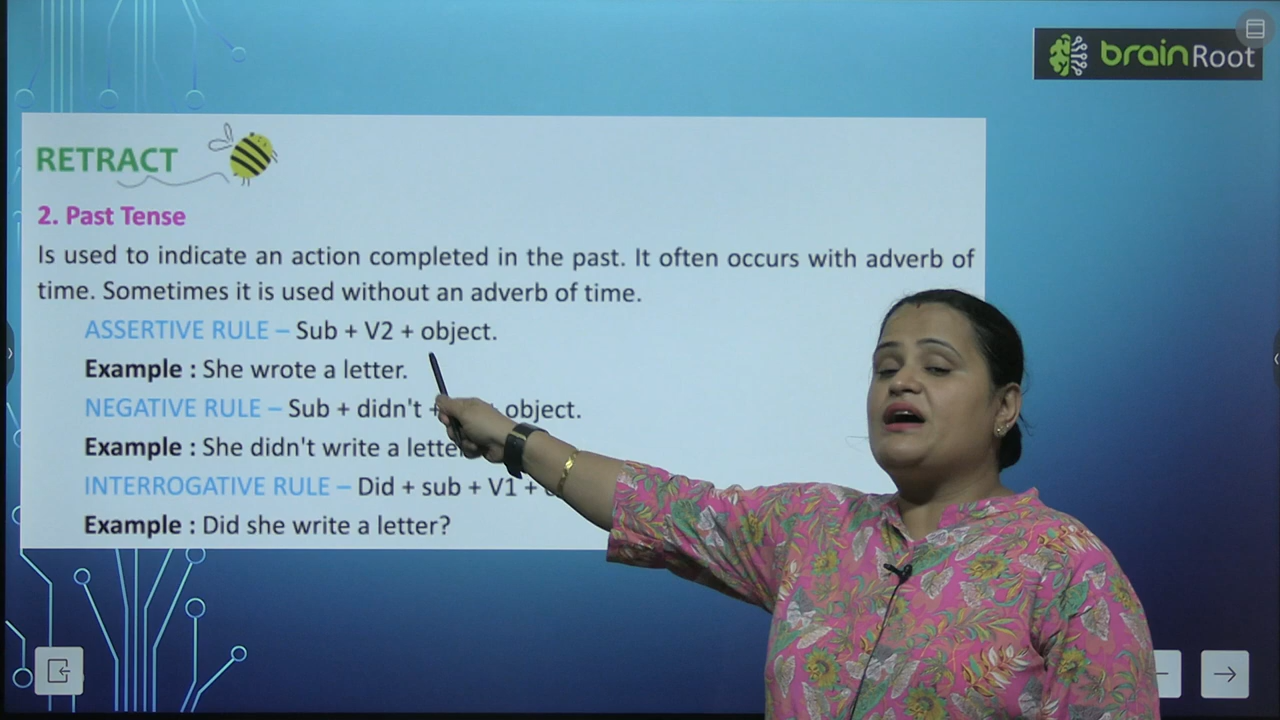 brainRoot
RETRACT
2. Past Tense
Is used to indicate an action completed in the past. It often occurs with adverb of
time. Sometimes it is used without an adverb of time.
ASSERTIVE RULE – Sub + V2 + object.
Example : She wrote a letter.
NEGATIVE RULE – Sub + didn't + object.
Example : She didn't write a
INTERROGATIVE RULE – Did + sub + V1 +
Example : Did she write a letter?